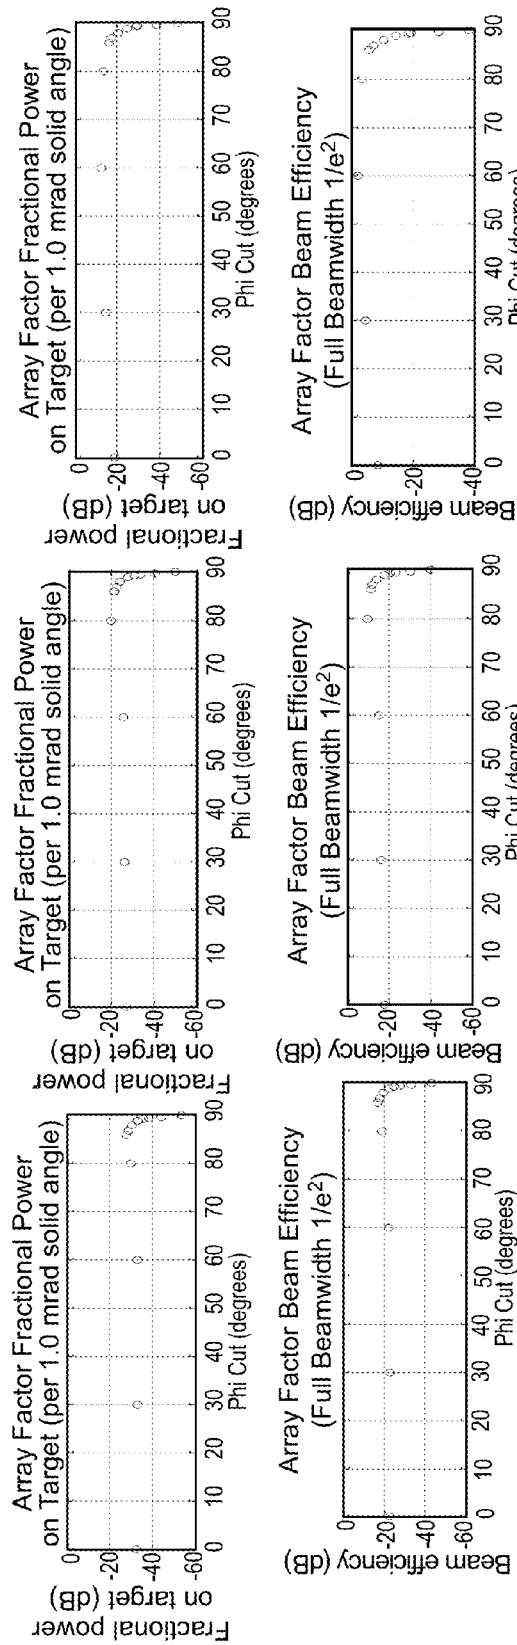 Array Factor Fractional Power
on Target (per 1.0 mrad solid angle)
Fractional power
on target (dB)
0
-20
-40
-60
0 10 20 30 40 50 60 70 80 90
Phi Cut (degrees)
Array Factor Fractional Power
on Target (per 1.0 mrad solid angle)
Fractional power
on target (dB)
0
-20
-40
-60
0 10 20 30 40 50 60 70 80 90
Phi Cut (degrees)
Array Factor Fractional Power
on Target (per 1.0 mrad solid angle)
Fractional power
on target (dB)
0
-20
-40
-60
0 10 20 30 40 50 60 70 80 90
Phi Cut (degrees)
Array Factor Beam Efficiency
(Full Beamwidth 1/e²)
Beam efficiency
(dB)
0
-20
-40
-60
0 10 20 30 40 50 60 70 80 90
Phi Cut (degrees)
Array Factor Beam Efficiency
(Full Beamwidth 1/e²)
Beam efficiency
(dB)
0
-20
-40
-60
0 10 20 30 40 50 60 70 80 90
Phi Cut (degrees)
Array Factor Beam Efficiency
(Full Beamwidth 1/e²)
Beam efficiency
(dB)
0
-20
-40
0 10 20 30 40 50 60 70 80 90
Phi Cut (degrees)